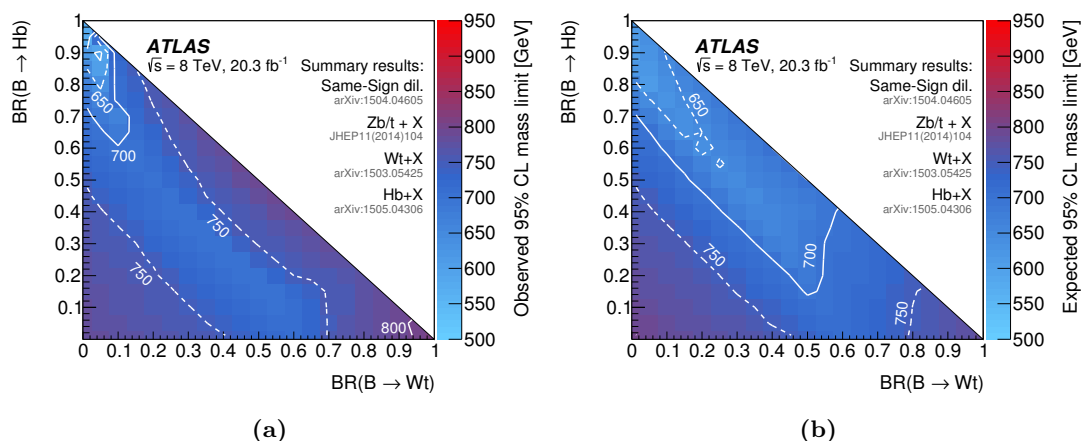 BR(B → Hb)
1
0.9
0.8
0.7
0.6
0.5
0.4
0.3
0.2
0.1
0 0.1 0.2 0.3 0.4 0.5 0.6 0.7 0.8 0.9 1
BR(B → Wt)
ATLAS
√s = 8 TeV, 20.3 fb-1
Summary results:
Same-Sign dil.
arXiv:1504.04605
Zb/t + X
JHEP11(2014)104
Wt+X
arXiv:1503.05425
Hb+X
arXiv:1505.04306
650
700
750
750
800
950
900
850
800
750
700
650
600
550
500
Observed 95% CL mass limit [GeV]
(a)
BR(B → Hb)
1
0.9
0.8
0.7
0.6
0.5
0.4
0.3
0.2
0.1
0 0.1 0.2 0.3 0.4 0.5 0.6 0.7 0.8 0.9 1
BR(B → Wt)
ATLAS
√s = 8 TeV, 20.3 fb-1
Summary results:
Same-Sign dil.
arXiv:1504.04605
Zb/t + X
JHEP11(2014)104
Wt+X
arXiv:1503.05425
Hb+X
arXiv:1505.04306
650
700
750
750
950
900
850
800
750
700
650
600
550
500
Expected 95% CL mass limit [GeV]
(b)